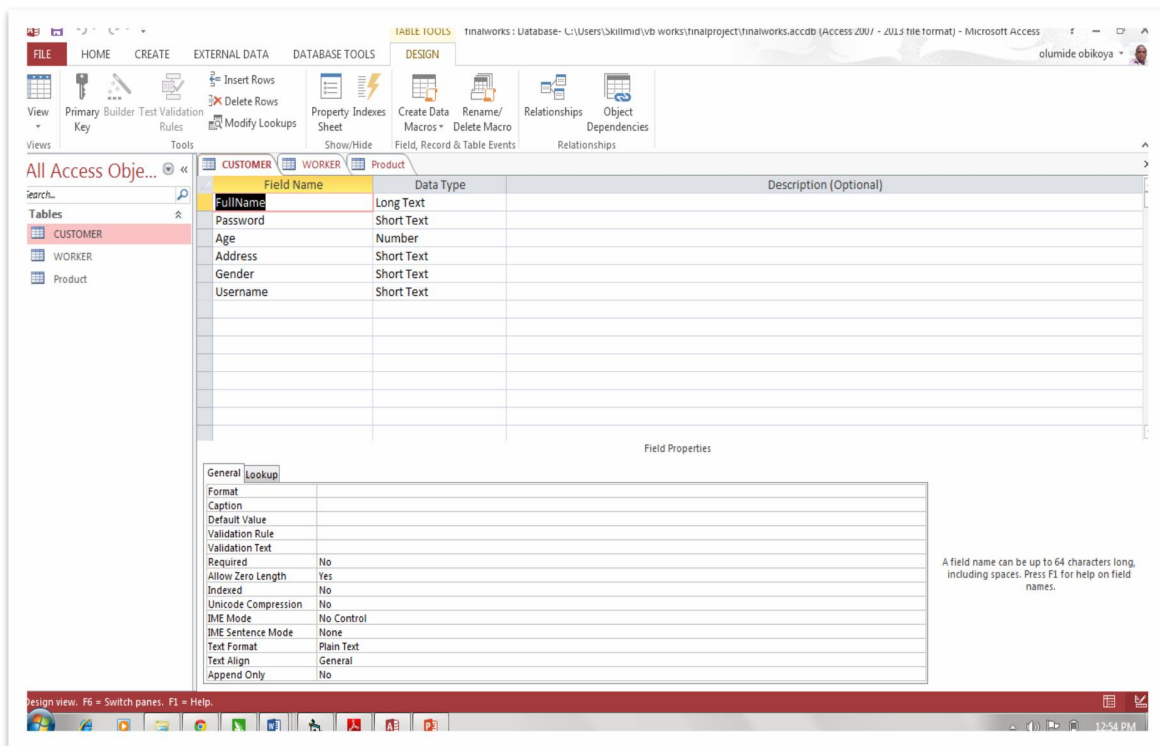 TABLE TOOLS finalworks : Database- C:\Users\Skillmid\vb works\finalproject\finalworks.accdb (Access 2007 - 2013 file format) - Microsoft Access
FILE HOME CREATE EXTERNAL DATA DATABASE TOOLS DESIGN olumide obikoya
View Primary Key Builder Test Validation Rules Insert Rows Delete Rows Modify Lookups Property Sheet Indexes Create Data Macros Rename/ Delete Macro Relationships Object Dependencies
Views Tools Show/Hide Field, Record & Table Events Relationships
All Access Obje...
Search...
Tables
CUSTOMER
WORKER
Product
CUSTOMER WORKER Product
Field Name Data Type Description (Optional)
FullName Long Text
Password Short Text
Age Number
Address Short Text
Gender Short Text
Username Short Text
Field Properties
General Lookup
Format
Caption
Default Value
Validation Rule
Validation Text
Required No
Allow Zero Length Yes
Indexed No
Unicode Compression No
IME Mode No Control
IME Sentence Mode None
Text Format Plain Text
Text Align General
Append Only No
A field name can be up to 64 characters long,
including spaces. Press F1 for help on field
names.
Design view. F6 = Switch panes. F1 = Help.
12:54 PM